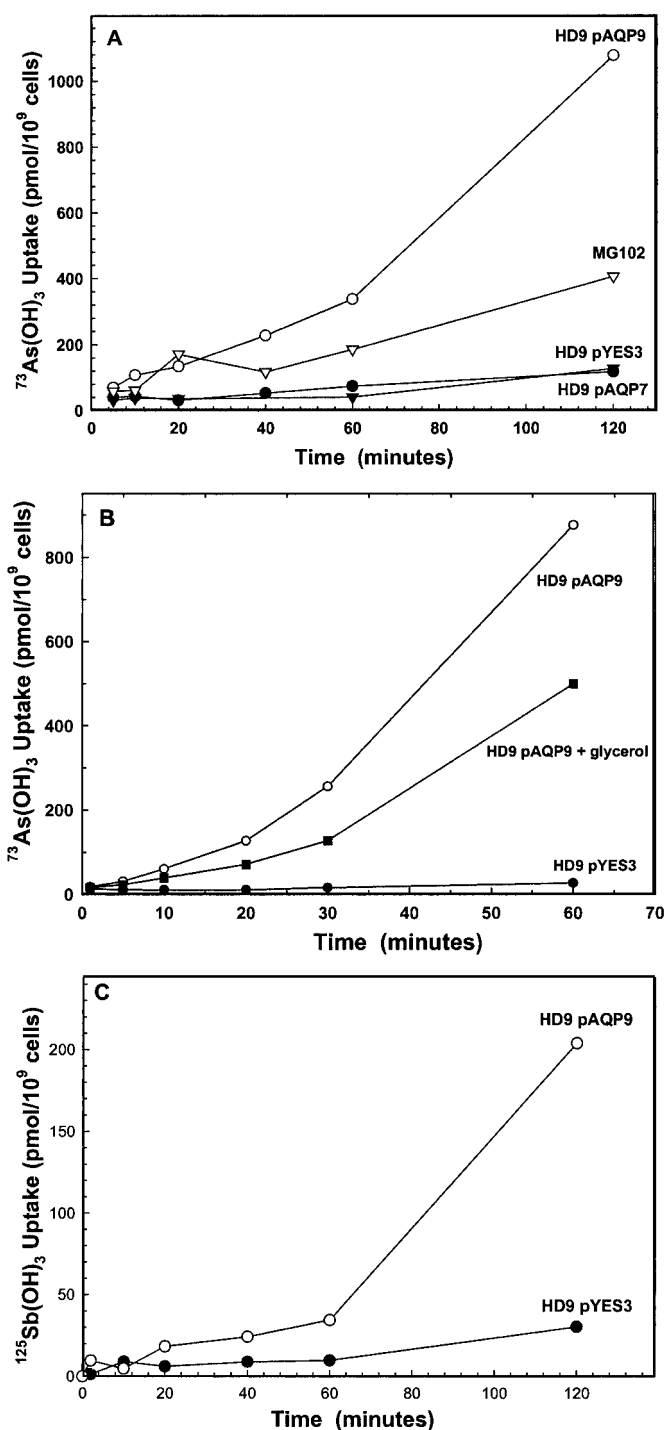 A
HD9 pAQP9
MG102
HD9 pYES3
HD9 pAQP7
1000
800
600
400
200
0
⁷³As(OH)₃ Uptake (pmol/10⁹ cells)
0 20 40 60 80 100 120
Time (minutes)
B
HD9 pAQP9
HD9 pAQP9 + glycerol
HD9 pYES3
800
600
400
200
0
⁷³As(OH)₃ Uptake (pmol/10⁹ cells)
0 10 20 30 40 50 60 70
Time (minutes)
C
HD9 pAQP9
HD9 pYES3
200
150
100
50
0
¹²⁵Sb(OH)₃ Uptake (pmol/10⁹ cells)
0 20 40 60 80 100 120
Time (minutes)